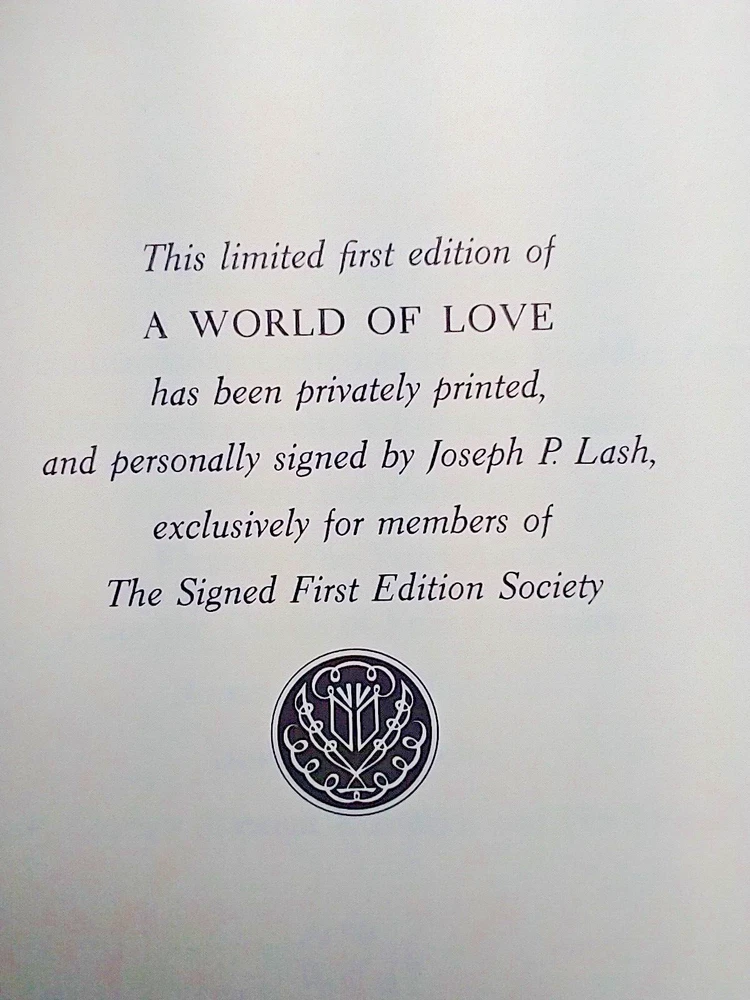 This limited first edition of
A WORLD OF LOVE
has been privately printed,
and personally signed by Joseph P. Lash,
exclusively for members of
The Signed First Edition Society